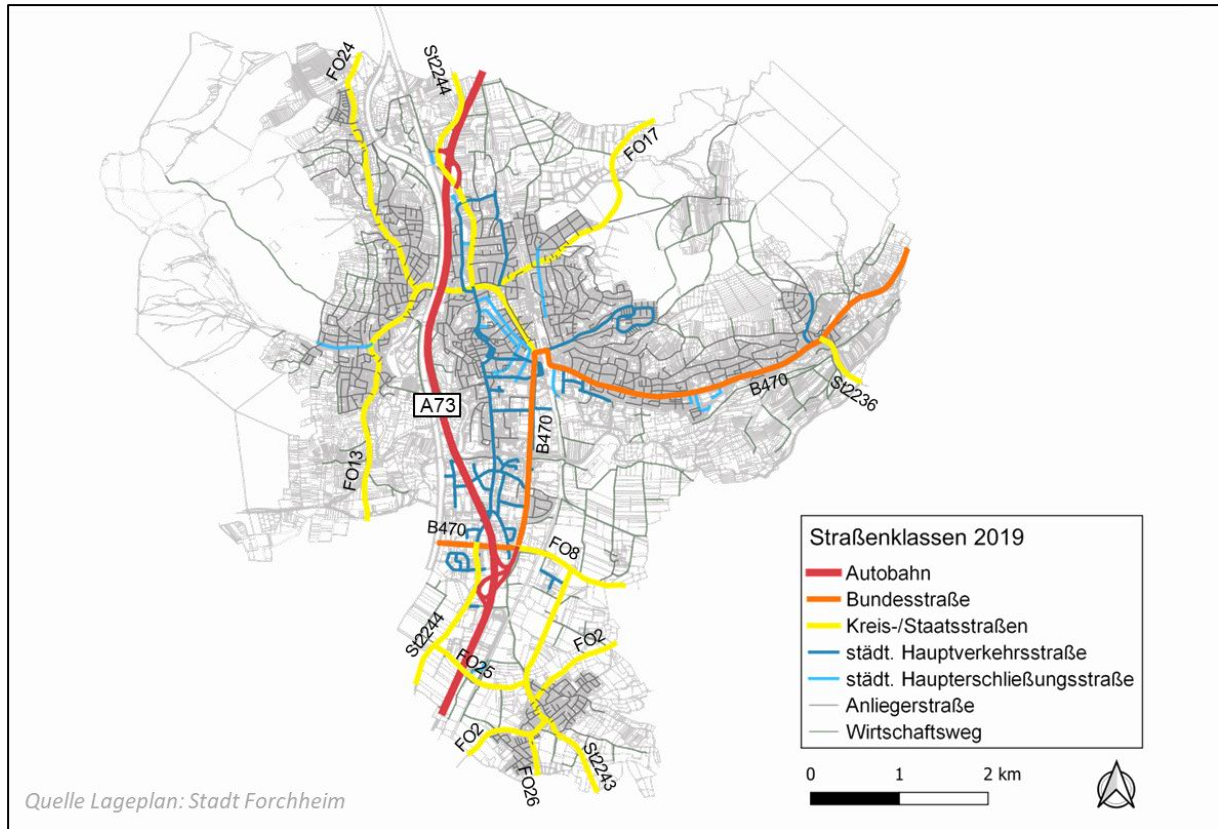 FO24
St2244
FO17
A73
B470
B470
St2236
FO13
B470
FO8
St2244
FO25
FO2
FO2
FO26
St2243
Straßenklassen 2019
Autobahn
Bundesstraße
Kreis-/Staatsstraßen
städt. Hauptverkehrsstraße
städt. Haupterschließungsstraße
Anliegerstraße
Wirtschaftsweg
0 1 2 km
Quelle Lageplan: Stadt Forchheim